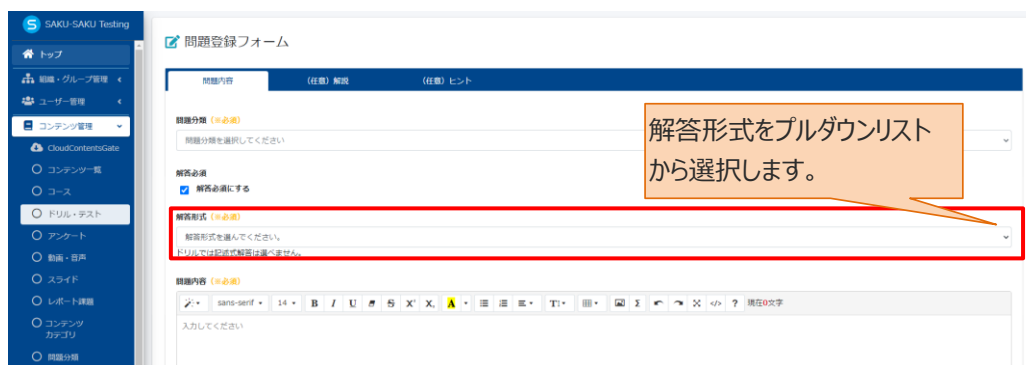 SAKU-SAKU Testing
トップ
組織・グループ管理
ユーザー管理
コンテンツ管理
CloudContentsGate
コンテンツ一覧
コース
ドリル・テスト
アンケート
動画・音声
スライド
レポート課題
コンテンツ
カテゴリ
問題分類
問題登録フォーム
問題内容 (任意) 解説 (任意) ヒント
問題分類 (※必須)
問題分類を選択してください
解答必須
解答必須にする
解答形式 (※必須)
解答形式を選んでください。
ドリルでは記述式解答は選べません。
問題内容 (※必須)
sans-serif 14 B I U S X² X₂ A T ? 現在0文字
入力してください
解答形式をプルダウンリスト
から選択します。